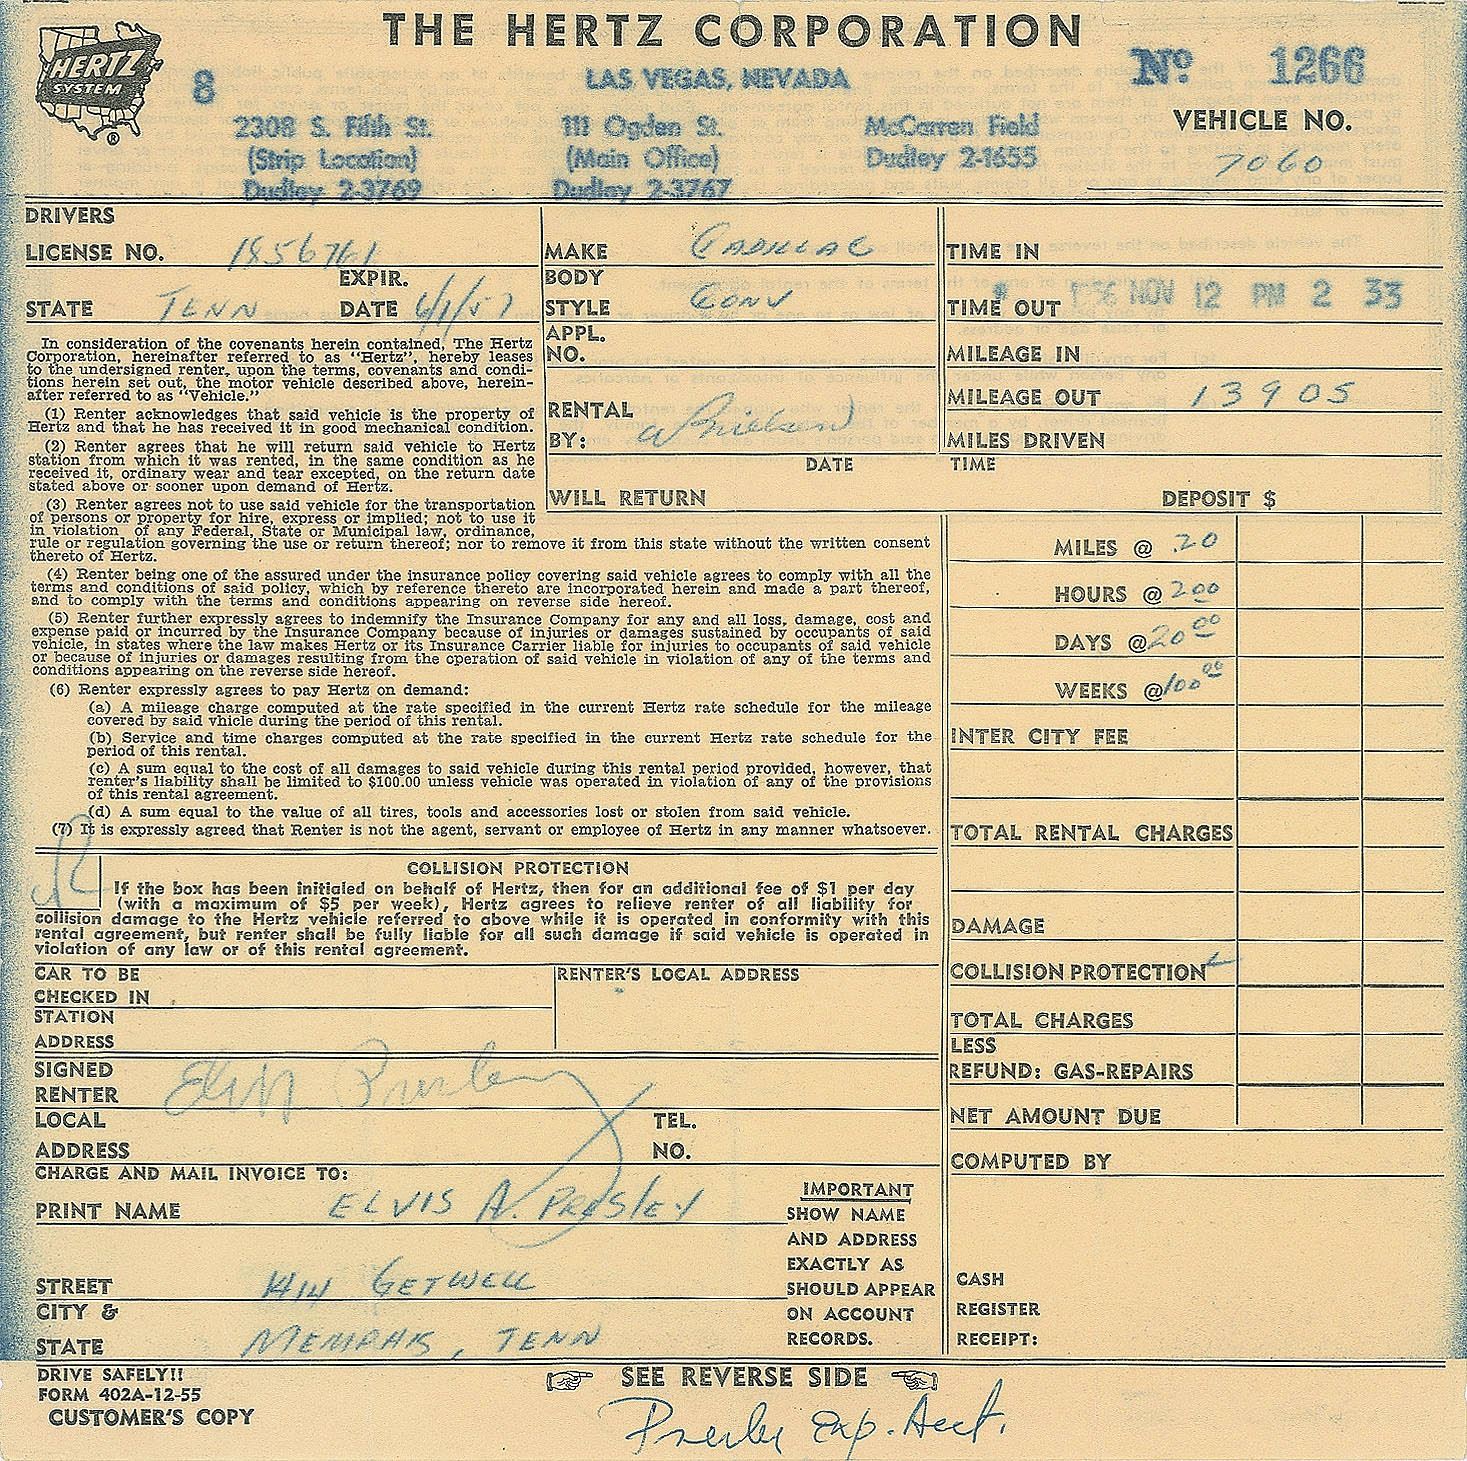 THE HERTZ CORPORATION
HERTZ
SYSTEM
®
8
LAS VEGAS, NEVADA
No 1266
2308 S. Fifth St.
(Strip Location)
Dudley 2-3769
111 Ogden St.
(Main Office)
Dudley 2-3767
McCarren Field
Dudley 2-1655
VEHICLE NO.
7060
DRIVERS
LICENSE NO. 1856761
EXPIR.
STATE TENN DATE 6/1/57
MAKE CADILLAC
BODY
STYLE CONV
APPL.
NO.
RENTAL
BY:
TIME IN
TIME OUT 1956 NOV 12 PM 2 33
MILEAGE IN
MILEAGE OUT 13905
MILES DRIVEN
DATE TIME
WILL RETURN DEPOSIT $
In consideration of the covenants herein contained, The Hertz
Corporation, hereinafter referred to as "Hertz", hereby leases
to the undersigned renter, upon the terms, covenants and condi-
tions herein set out, the motor vehicle described above, herein-
after referred to as "Vehicle."
(1) Renter acknowledges that said vehicle is the property of
Hertz and that he has received it in good mechanical condition.
(2) Renter agrees that he will return said vehicle to Hertz
station from which it was rented, in the same condition as he
received it, ordinary wear and tear excepted, on the return date
stated above or sooner upon demand of Hertz.
(3) Renter agrees not to use said vehicle for the transportation
of persons or property for hire, express or implied; not to use it
in violation of any Federal, State or Municipal law, ordinance,
rule or regulation governing the use or return thereof; nor to remove it from this state without the written consent
thereto of Hertz.
(4) Renter being one of the assured under the insurance policy covering said vehicle agrees to comply with all the
terms and conditions of said policy, which by reference thereto are incorporated herein and made a part thereof,
and to comply with the terms and conditions appearing on reverse side hereof.
(5) Renter further expressly agrees to indemnify the Insurance Company for any and all loss, damage, cost and
expense paid or incurred by the Insurance Company because of injuries or damages sustained by occupants of said
vehicle, in states where the law makes Hertz or its Insurance Carrier liable for injuries to occupants of said vehicle
or because of injuries or damages resulting from the operation of said vehicle in violation of any of the terms and
conditions appearing on the reverse side hereof.
(6) Renter expressly agrees to pay Hertz on demand:
(a) A mileage charge computed at the rate specified in the current Hertz rate schedule for the mileage
covered by said vhicle during the period of this rental.
(b) Service and time charges computed at the rate specified in the current Hertz rate schedule for the
period of this rental.
(c) A sum equal to the cost of all damages to said vehicle during this rental period provided, however, that
renter's liability shall be limited to $100.00 unless vehicle was operated in violation of any of the provisions
of this rental agreement.
(d) A sum equal to the value of all tires, tools and accessories lost or stolen from said vehicle.
(7) It is expressly agreed that Renter is not the agent, servant or employee of Hertz in any manner whatsoever.
MILES @ .20
HOURS @ 2 00
DAYS @ 20 00
WEEKS @ 100 00
INTER CITY FEE
TOTAL RENTAL CHARGES
DAMAGE
COLLISION PROTECTION
TOTAL CHARGES
LESS
REFUND: GAS-REPAIRS
NET AMOUNT DUE
COMPUTED BY
COLLISION PROTECTION
If the box has been initialed on behalf of Hertz, then for an additional fee of $1 per day
(with a maximum of $5 per week), Hertz agrees to relieve renter of all liability for
collision damage to the Hertz vehicle referred to above while it is operated in conformity with this
rental agreement, but renter shall be fully liable for all such damage if said vehicle is operated in
violation of any law or of this rental agreement.
CAR TO BE
CHECKED IN
STATION
ADDRESS
RENTER'S LOCAL ADDRESS
SIGNED
RENTER Elvis Presley
LOCAL
ADDRESS
TEL.
NO.
CHARGE AND MAIL INVOICE TO:
PRINT NAME ELVIS A. PRESLEY
STREET 1414 GETWELL
CITY &
STATE MEMPHIS, TENN
IMPORTANT
SHOW NAME
AND ADDRESS
EXACTLY AS
SHOULD APPEAR
ON ACCOUNT
RECORDS.
CASH
REGISTER
RECEIPT:
DRIVE SAFELY!!
FORM 402A-12-55
CUSTOMER'S COPY
SEE REVERSE SIDE
Presley Exp. Acct.